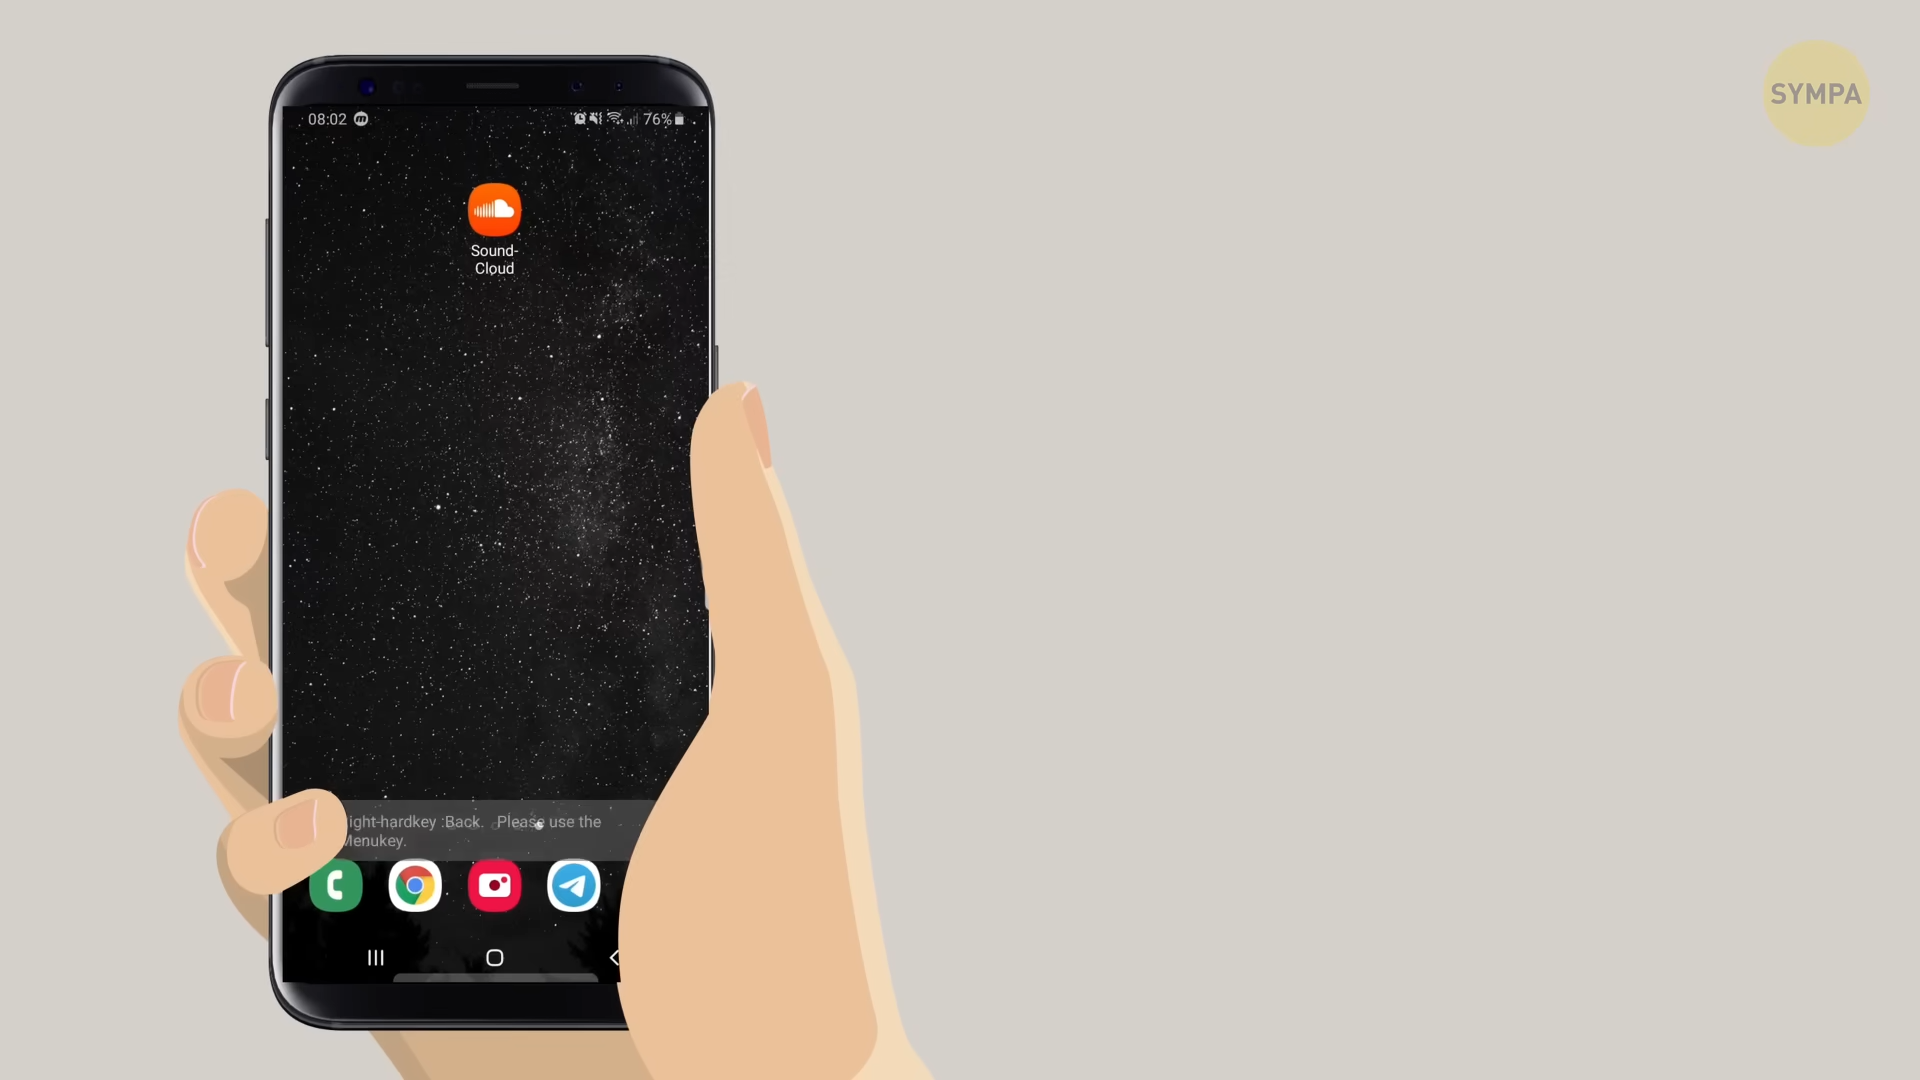 SYMPA
08:02
76%
Sound-
Cloud
ight-hardkey :Back. Please use the
Menukey.